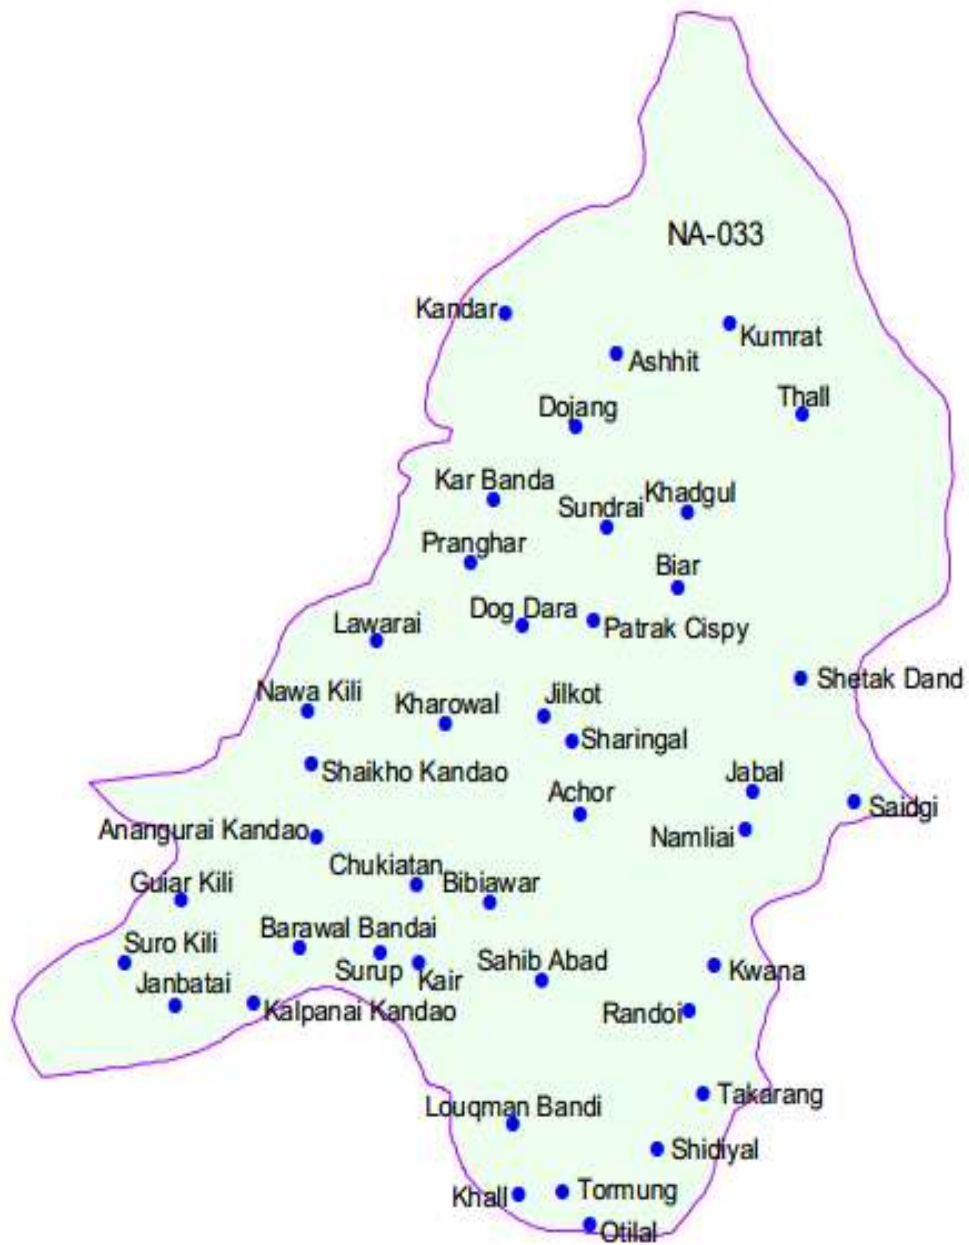 NA-033
Kandar
Kumrat
Ashhit
Thall
Dojang
Kar Banda
Khadgul
Sundrai
Pranghar
Biar
Dog Dara
Patrak Cispy
Lawarai
Shetak Dand
Nawa Kili
Kharowal
Jilkot
Sharingal
Shaikho Kandao
Jabal
Achor
Saidgi
Anangurai Kandao
Namliai
Chukiatan
Bibiawar
Gujar Kili
Barawal Bandai
Suro Kili
Surup
Kair
Sahib Abad
Kwana
Janbatai
Kalpanai Kandao
Randoi
Takarang
Louqman Bandi
Shidiyal
Khall
Tormung
Otilal